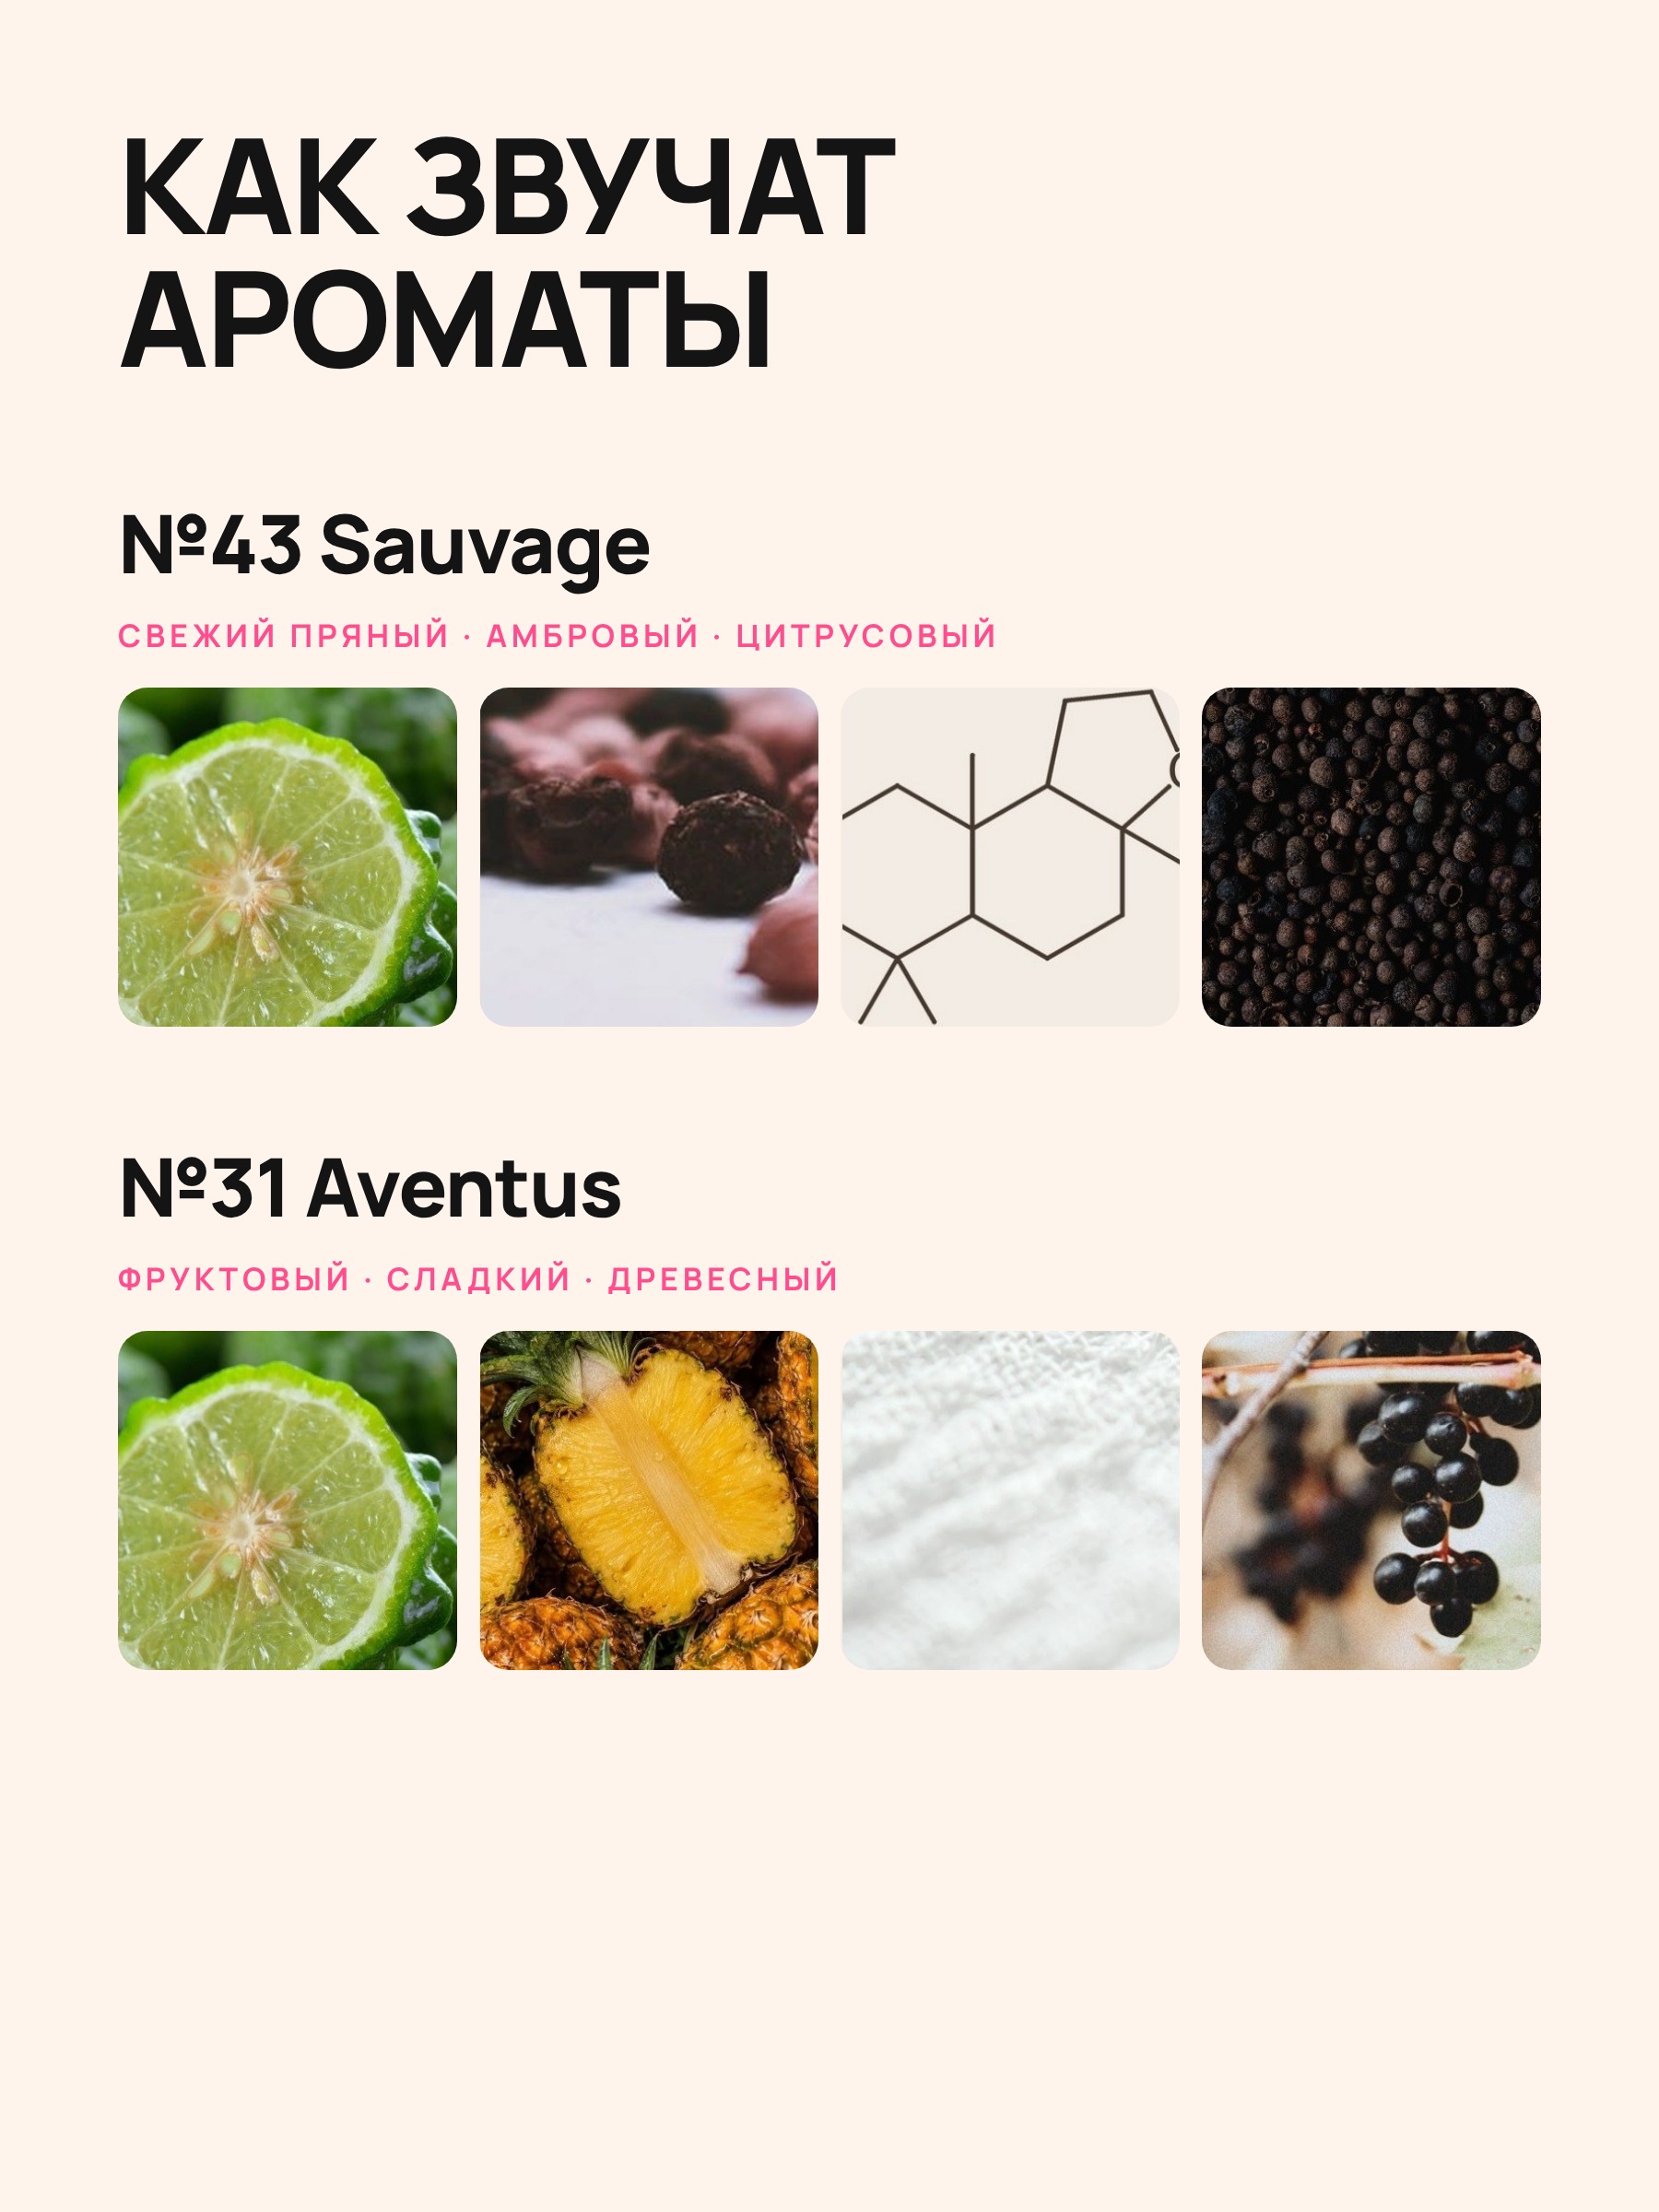 КАК ЗВУЧАТ
АРОМАТЫ
№43 Sauvage
СВЕЖИЙ ПРЯНЫЙ · АМБРОВЫЙ · ЦИТРУСОВЫЙ
№31 Aventus
ФРУКТОВЫЙ · СЛАДКИЙ · ДРЕВЕСНЫЙ